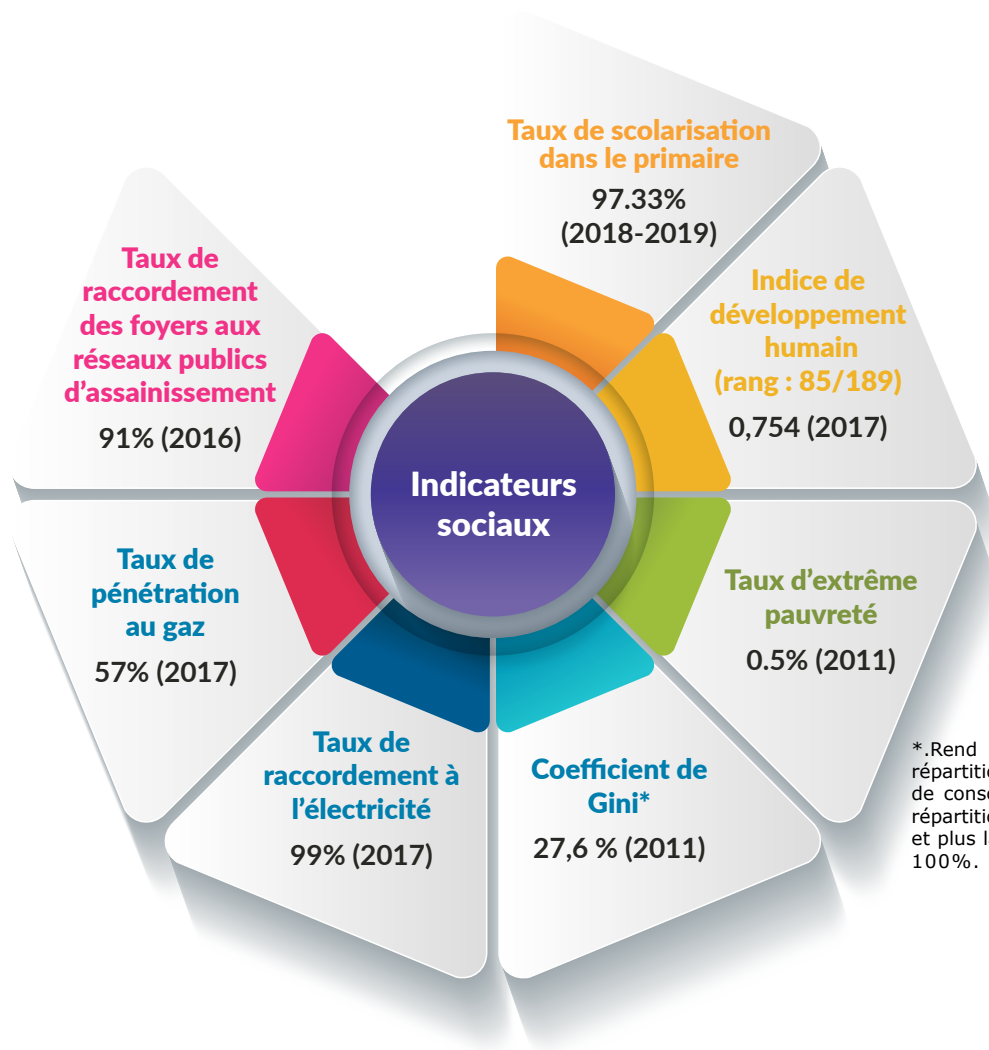 Taux de scolarisation
dans le primaire
97.33%
(2018-2019)
Indice de
développement
humain
(rang : 85/189)
0,754 (2017)
Taux d’extrême
pauvreté
0.5% (2011)
Coefficient de
Gini*
27,6 % (2011)
Taux de
raccordement à
l’électricité
99% (2017)
Taux de
pénétration
au gaz
57% (2017)
Taux de
raccordement
des foyers aux
réseaux publics
d’assainissement
91% (2016)
Indicateurs
sociaux
*.Rend
de
et plus
100%.